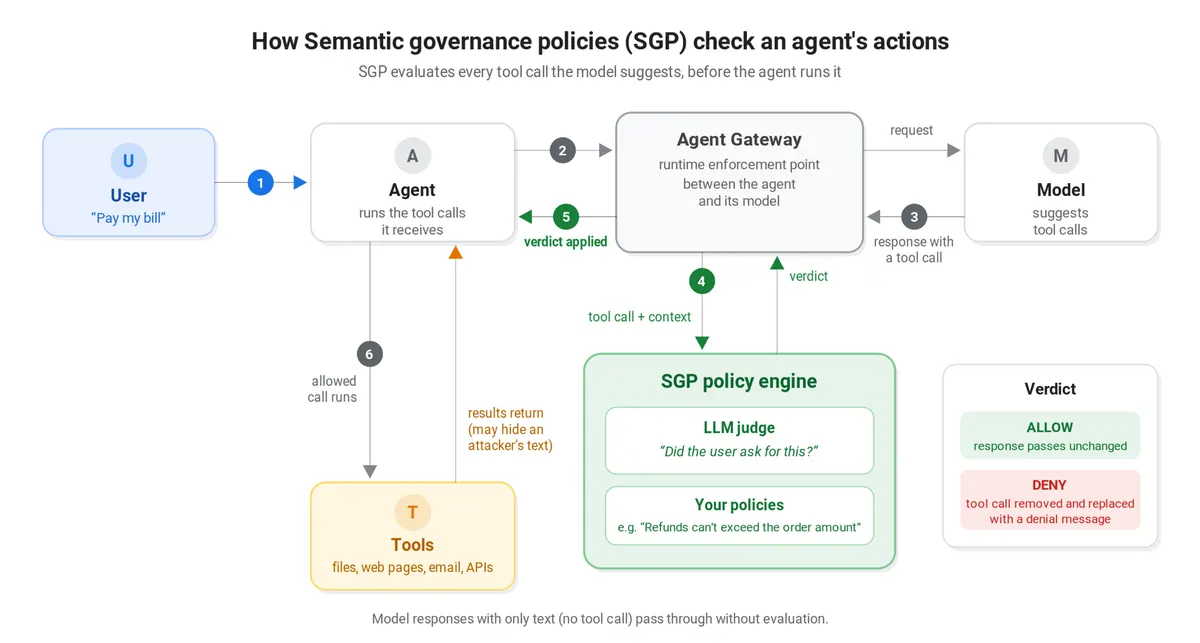 How Semantic governance policies (SGP) check an agent's actions
SGP evaluates every tool call the model suggests, before the agent runs it
U
User
“Pay my bill”
1
A
Agent
runs the tool calls
it receives
2
5
verdict applied
Agent Gateway
runtime enforcement point
between the agent
and its model
request
3
response with
a tool call
M
Model
suggests
tool calls
4
tool call + context
verdict
6
allowed
call runs
results return
(may hide an
attacker’s text)
SGP policy engine
LLM judge
“Did the user ask for this?”
Your policies
e.g. “Refunds can’t exceed the order amount”
Verdict
ALLOW
response passes unchanged
DENY
tool call removed and replaced
with a denial message
T
Tools
files, web pages, email, APIs
Model responses with only text (no tool call) pass through without evaluation.